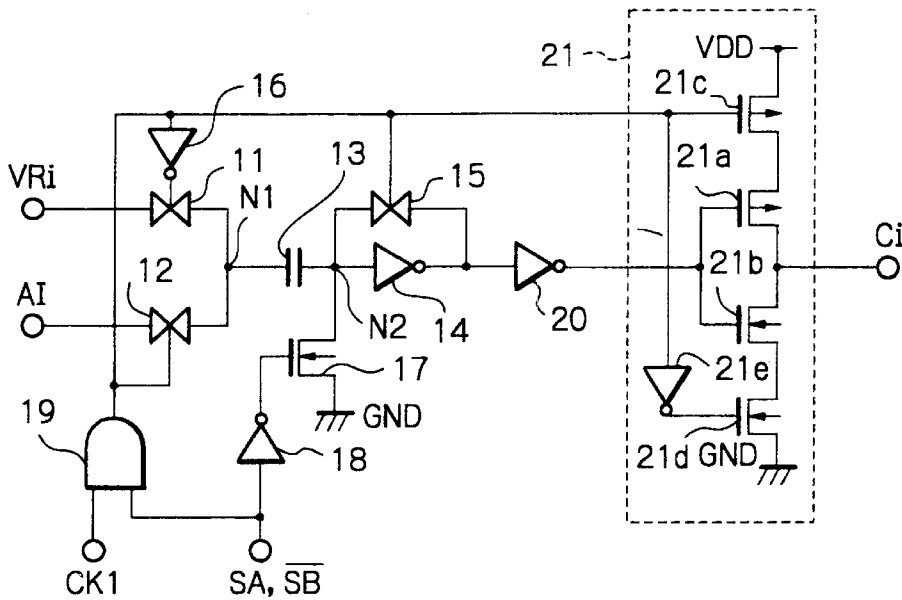 VDD
21
21c
16
11
13
15
21a
VRi
N1
Ci
12
21b
AI
14
20
N2
17
21e
19
GND
18
21d GND
CK1
SA, S̅B̅